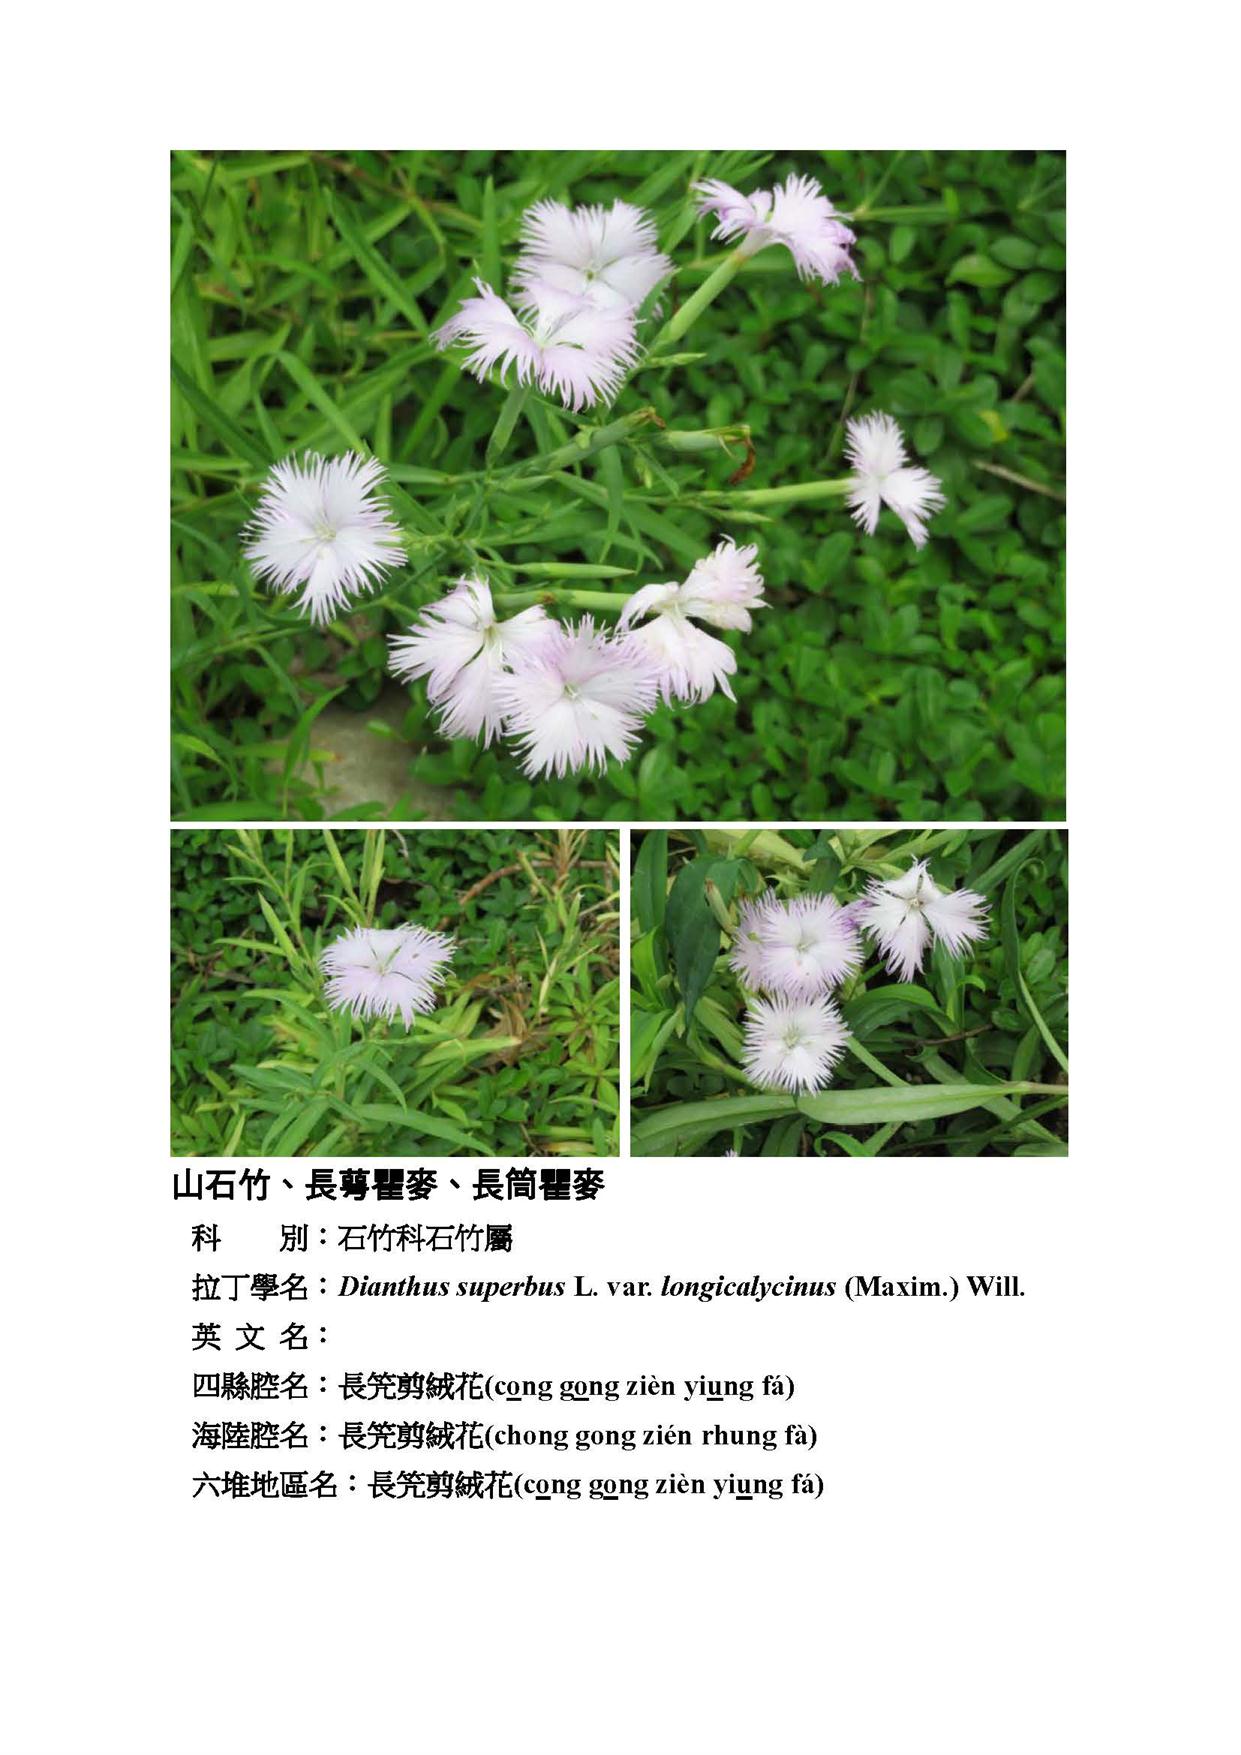 山石竹、長萼瞿麥、長筒瞿麥
科　　別：石竹科石竹屬
拉丁學名：Dianthus superbus L. var. longicalycinus (Maxim.) Will.
英 文 名：
四縣腔名：長筅剪絨花(cong gong zièn yiung fá)
海陸腔名：長筅剪絨花(chong gong zién rhung fà)
六堆地區名：長筅剪絨花(cong gong zièn yiung fá)